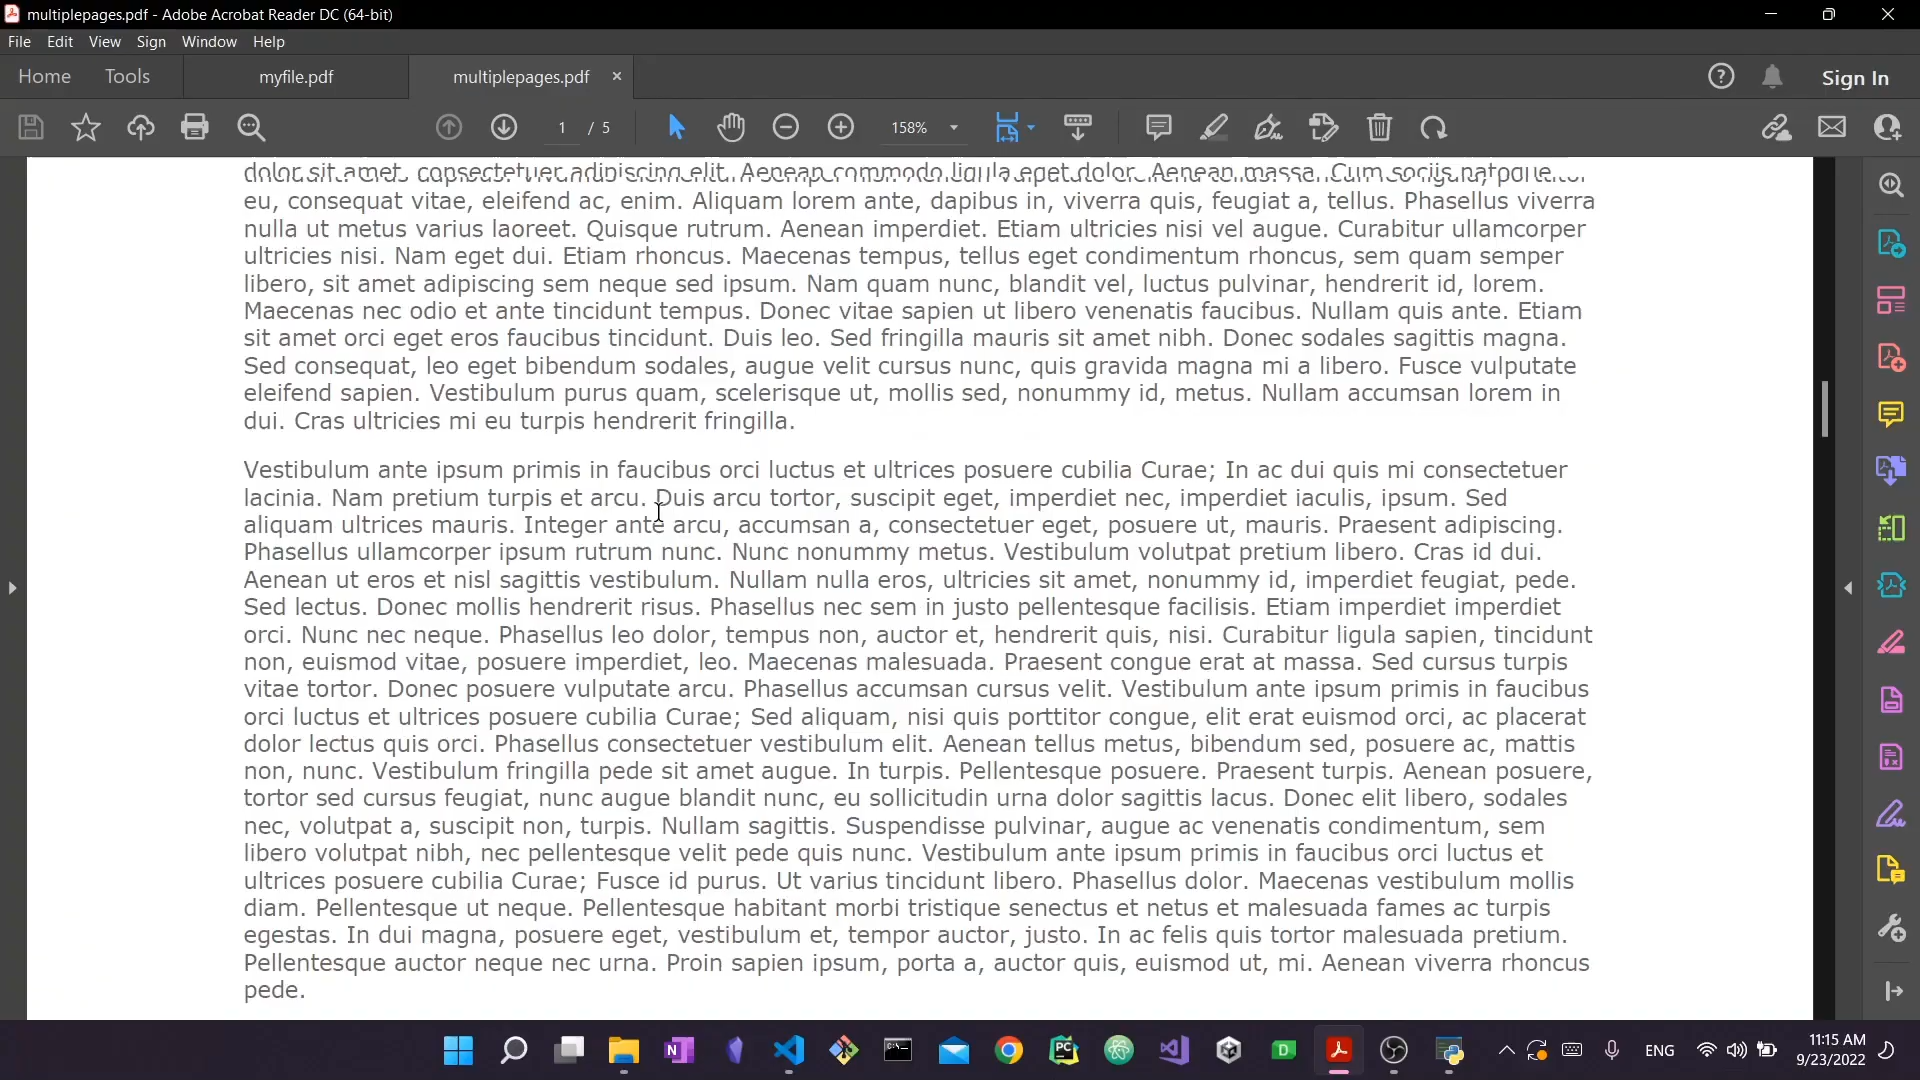 multiplepages.pdf - Adobe Acrobat Reader DC (64-bit)
File Edit View Sign Window Help
Home Tools myfile.pdf multiplepages.pdf × Sign In
1 / 5 158%
dolor sit amet, consectetuer adipiscing elit. Aenean commodo ligula eget dolor. Aenean massa. Cum sociis natoque
eu, consequat vitae, eleifend ac, enim. Aliquam lorem ante, dapibus in, viverra quis, feugiat a, tellus. Phasellus viverra
nulla ut metus varius laoreet. Quisque rutrum. Aenean imperdiet. Etiam ultricies nisi vel augue. Curabitur ullamcorper
ultricies nisi. Nam eget dui. Etiam rhoncus. Maecenas tempus, tellus eget condimentum rhoncus, sem quam semper
libero, sit amet adipiscing sem neque sed ipsum. Nam quam nunc, blandit vel, luctus pulvinar, hendrerit id, lorem.
Maecenas nec odio et ante tincidunt tempus. Donec vitae sapien ut libero venenatis faucibus. Nullam quis ante. Etiam
sit amet orci eget eros faucibus tincidunt. Duis leo. Sed fringilla mauris sit amet nibh. Donec sodales sagittis magna.
Sed consequat, leo eget bibendum sodales, augue velit cursus nunc, quis gravida magna mi a libero. Fusce vulputate
eleifend sapien. Vestibulum purus quam, scelerisque ut, mollis sed, nonummy id, metus. Nullam accumsan lorem in
dui. Cras ultricies mi eu turpis hendrerit fringilla.
Vestibulum ante ipsum primis in faucibus orci luctus et ultrices posuere cubilia Curae; In ac dui quis mi consectetuer
lacinia. Nam pretium turpis et arcu. Duis arcu tortor, suscipit eget, imperdiet nec, imperdiet iaculis, ipsum. Sed
aliquam ultrices mauris. Integer ante arcu, accumsan a, consectetuer eget, posuere ut, mauris. Praesent adipiscing.
Phasellus ullamcorper ipsum rutrum nunc. Nunc nonummy metus. Vestibulum volutpat pretium libero. Cras id dui.
Aenean ut eros et nisl sagittis vestibulum. Nullam nulla eros, ultricies sit amet, nonummy id, imperdiet feugiat, pede.
Sed lectus. Donec mollis hendrerit risus. Phasellus nec sem in justo pellentesque facilisis. Etiam imperdiet imperdiet
orci. Nunc nec neque. Phasellus leo dolor, tempus non, auctor et, hendrerit quis, nisi. Curabitur ligula sapien, tincidunt
non, euismod vitae, posuere imperdiet, leo. Maecenas malesuada. Praesent congue erat at massa. Sed cursus turpis
vitae tortor. Donec posuere vulputate arcu. Phasellus accumsan cursus velit. Vestibulum ante ipsum primis in faucibus
orci luctus et ultrices posuere cubilia Curae; Sed aliquam, nisi quis porttitor congue, elit erat euismod orci, ac placerat
dolor lectus quis orci. Phasellus consectetuer vestibulum elit. Aenean tellus metus, bibendum sed, posuere ac, mattis
non, nunc. Vestibulum fringilla pede sit amet augue. In turpis. Pellentesque posuere. Praesent turpis. Aenean posuere,
tortor sed cursus feugiat, nunc augue blandit nunc, eu sollicitudin urna dolor sagittis lacus. Donec elit libero, sodales
nec, volutpat a, suscipit non, turpis. Nullam sagittis. Suspendisse pulvinar, augue ac venenatis condimentum, sem
libero volutpat nibh, nec pellentesque velit pede quis nunc. Vestibulum ante ipsum primis in faucibus orci luctus et
ultrices posuere cubilia Curae; Fusce id purus. Ut varius tincidunt libero. Phasellus dolor. Maecenas vestibulum mollis
diam. Pellentesque ut neque. Pellentesque habitant morbi tristique senectus et netus et malesuada fames ac turpis
egestas. In dui magna, posuere eget, vestibulum et, tempor auctor, justo. In ac felis quis tortor malesuada pretium.
Pellentesque auctor neque nec urna. Proin sapien ipsum, porta a, auctor quis, euismod ut, mi. Aenean viverra rhoncus
pede.
ENG 11:15 AM
9/23/2022